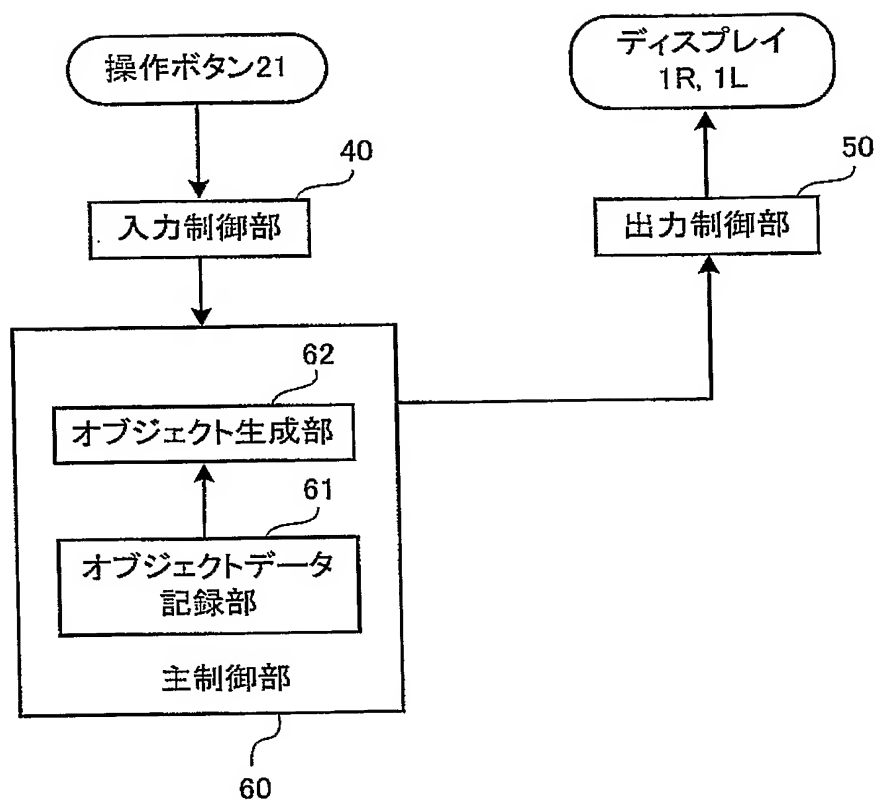 操作ボタン21
ディスプレイ
1R, 1L
40
入力制御部
50
出力制御部
62
オブジェクト生成部
61
オブジェクトデータ
記録部
主制御部
60